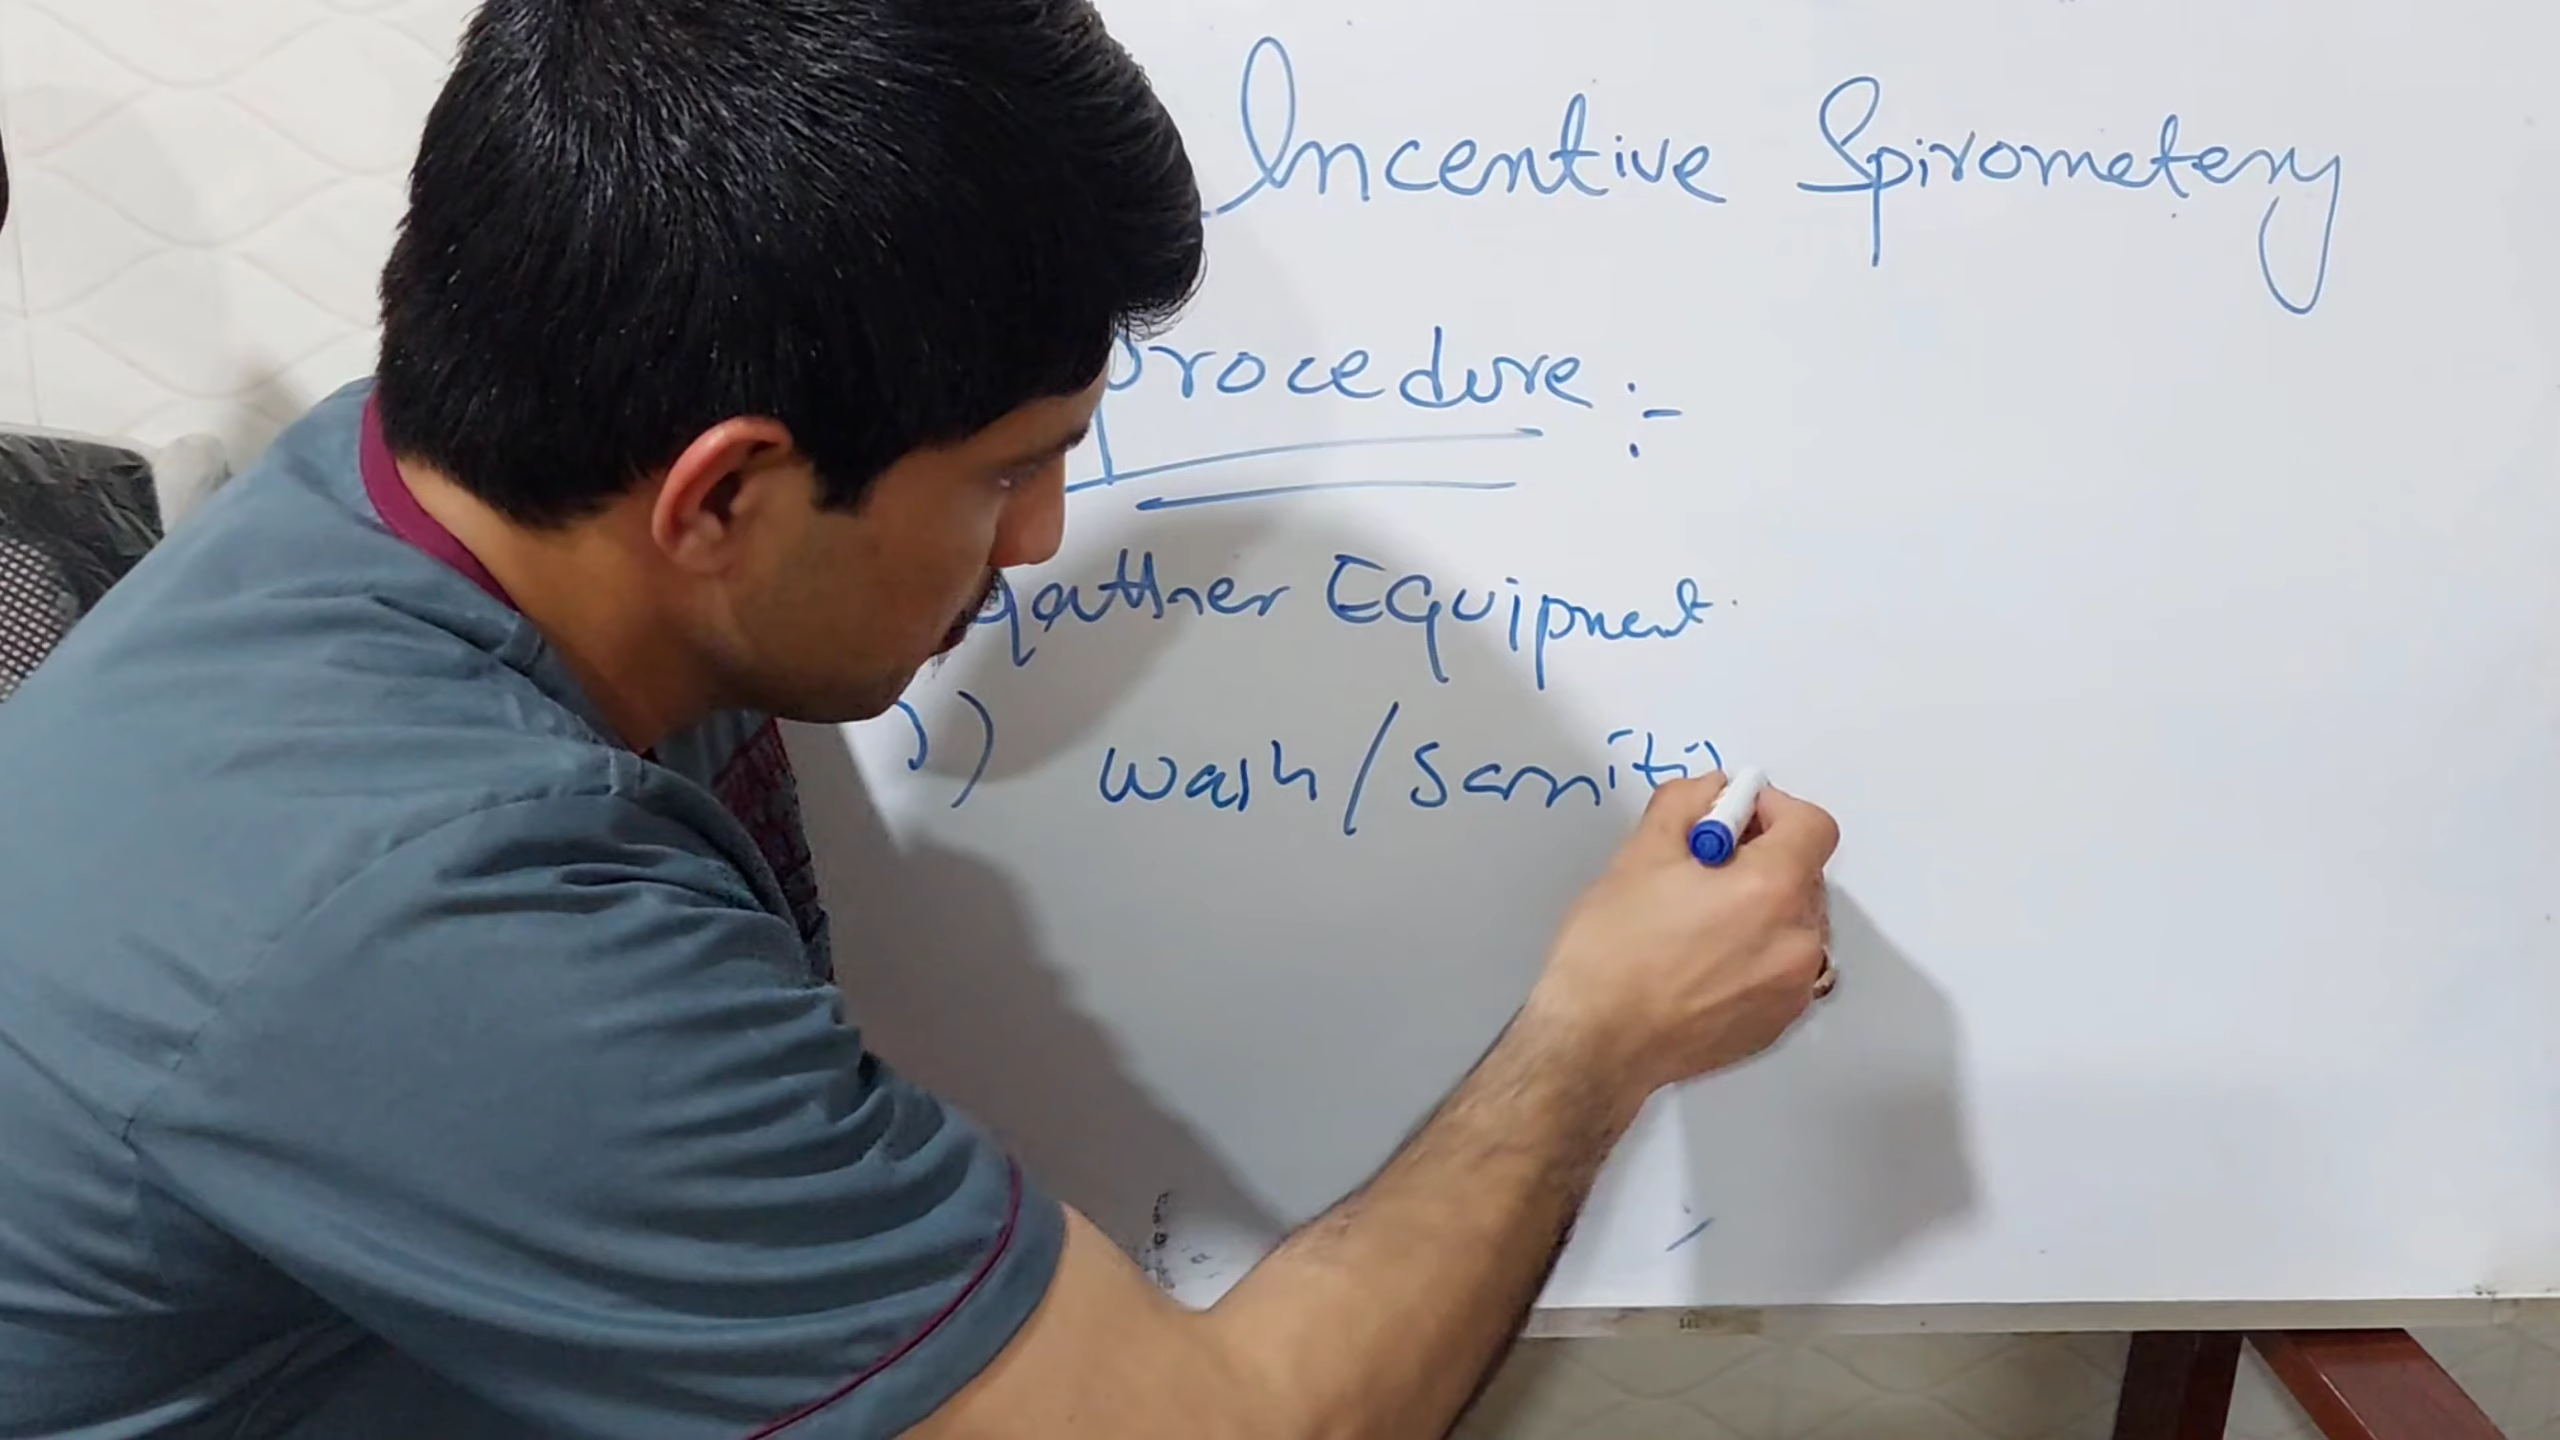 Incentive Spirometery
Procedure :-
gather Equipment
) wash/Saniti